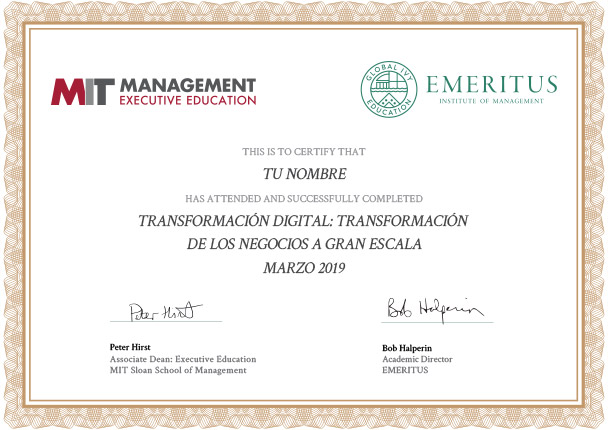 MIT MANAGEMENT
EXECUTIVE EDUCATION
GLOBAL IVY
EDUCATION
EMERITUS
INSTITUTE OF MANAGEMENT
THIS IS TO CERTIFY THAT
TU NOMBRE
HAS ATTENDED AND SUCCESSFULLY COMPLETED
TRANSFORMACIÓN DIGITAL: TRANSFORMACIÓN
DE LOS NEGOCIOS A GRAN ESCALA
MARZO 2019
Peter Hirst
Bob Halperin
Peter Hirst
Associate Dean: Executive Education
MIT Sloan School of Management
Bob Halperin
Academic Director
EMERITUS